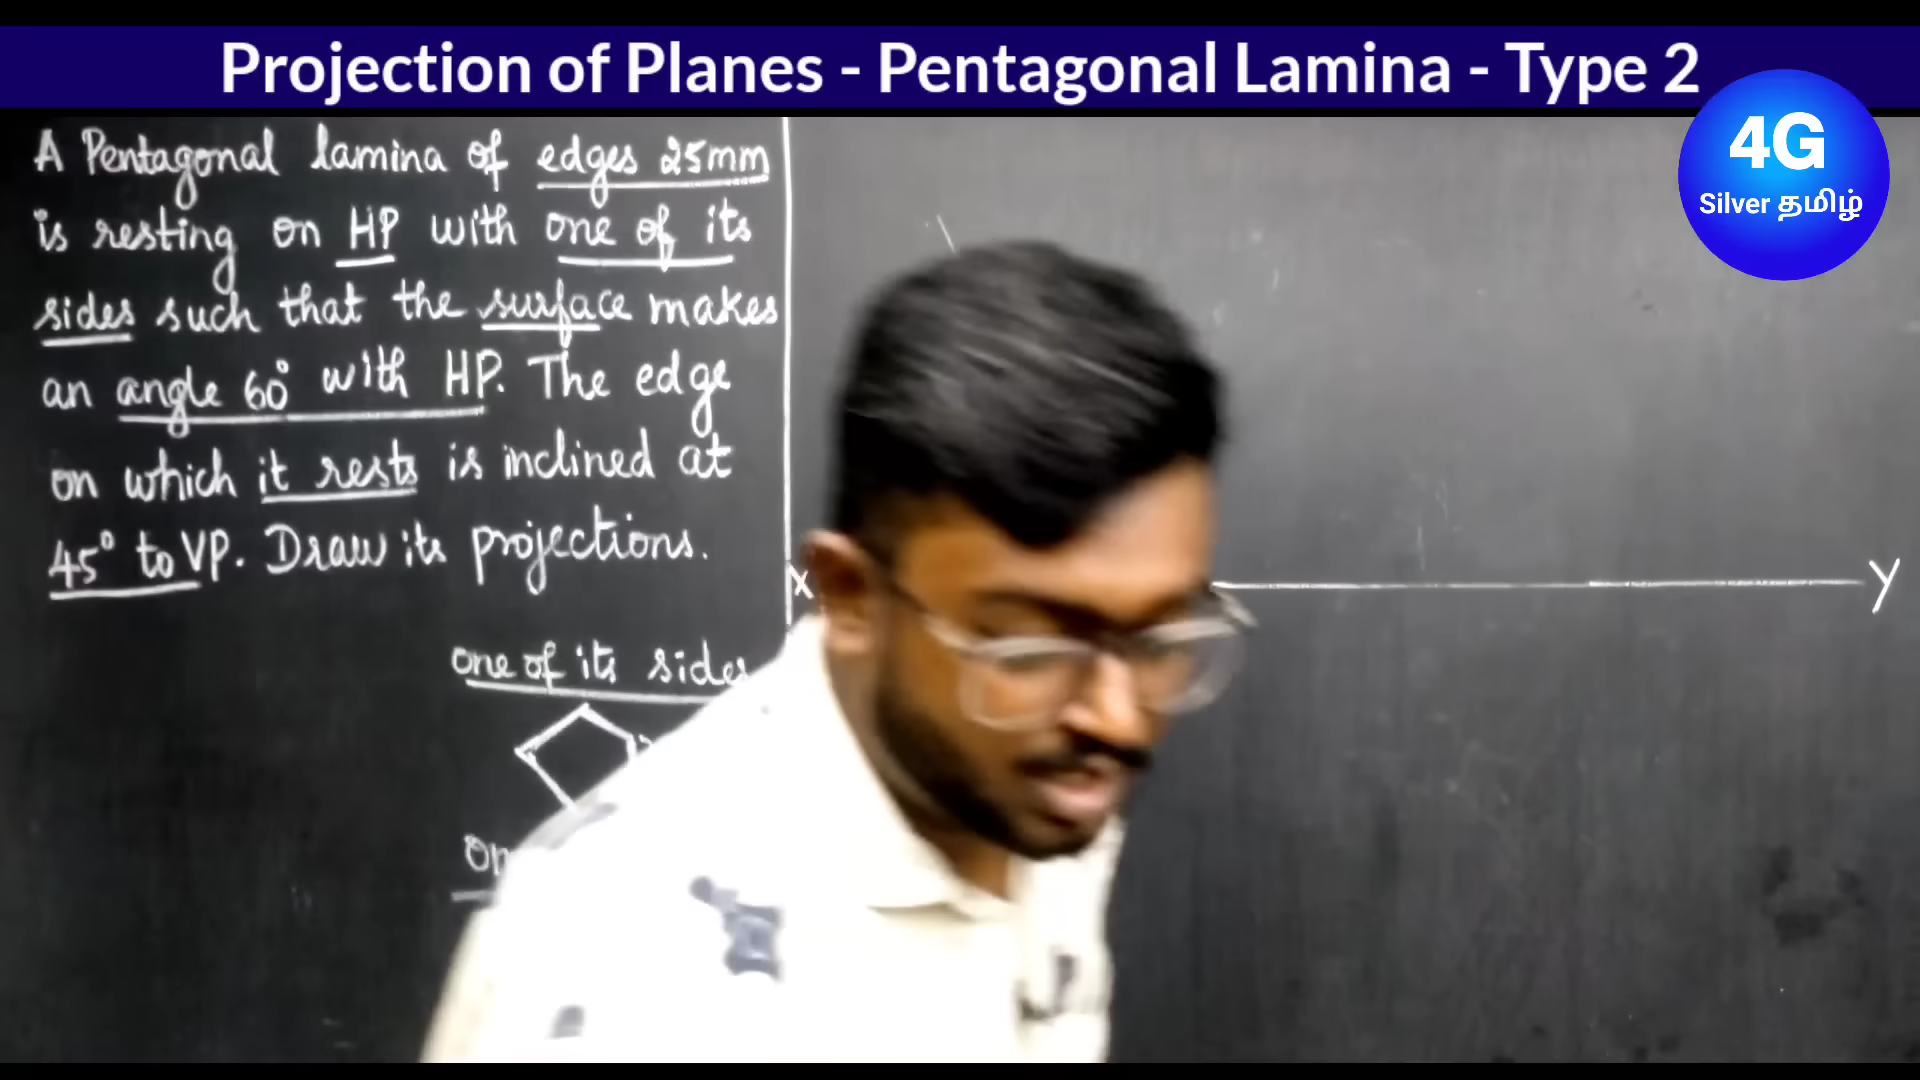 Projection of Planes - Pentagonal Lamina - Type 2
4G
Silver தமிழ்
A Pentagonal lamina of edges 25mm
is resting on HP with one of its
sides such that the surface makes
an angle 60° with HP. The edge
on which it rests is inclined at
45° to VP. Draw its projections.
X
Y
one of its sides